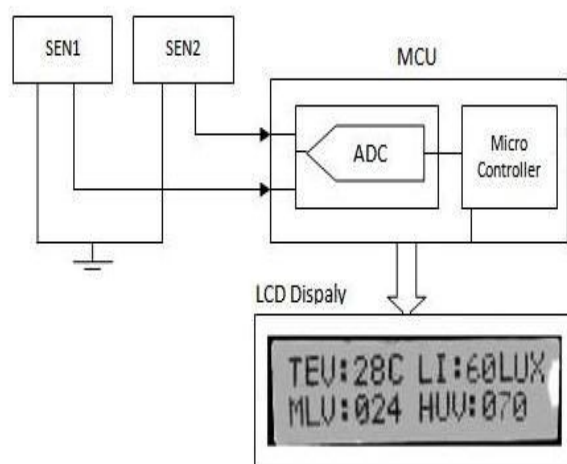 SEN1
SEN2
MCU
ADC
Micro
Controller
LCD Dispaly
TEV:28C LI:60LUX
MLV:024 HUV:070